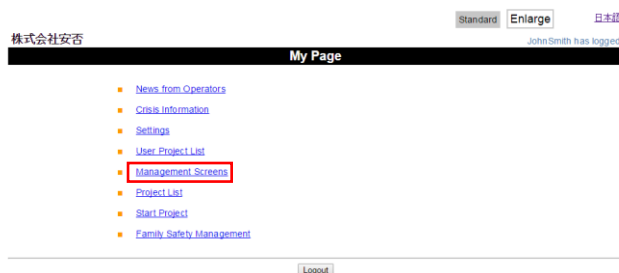 Standard Enlarge 日本語
株式会社安否
JohnSmith has logged
My Page
News from Operators
Crisis Information
Settings
User Project List
Management Screens
Project List
Start Project
Family Safety Management
Logout